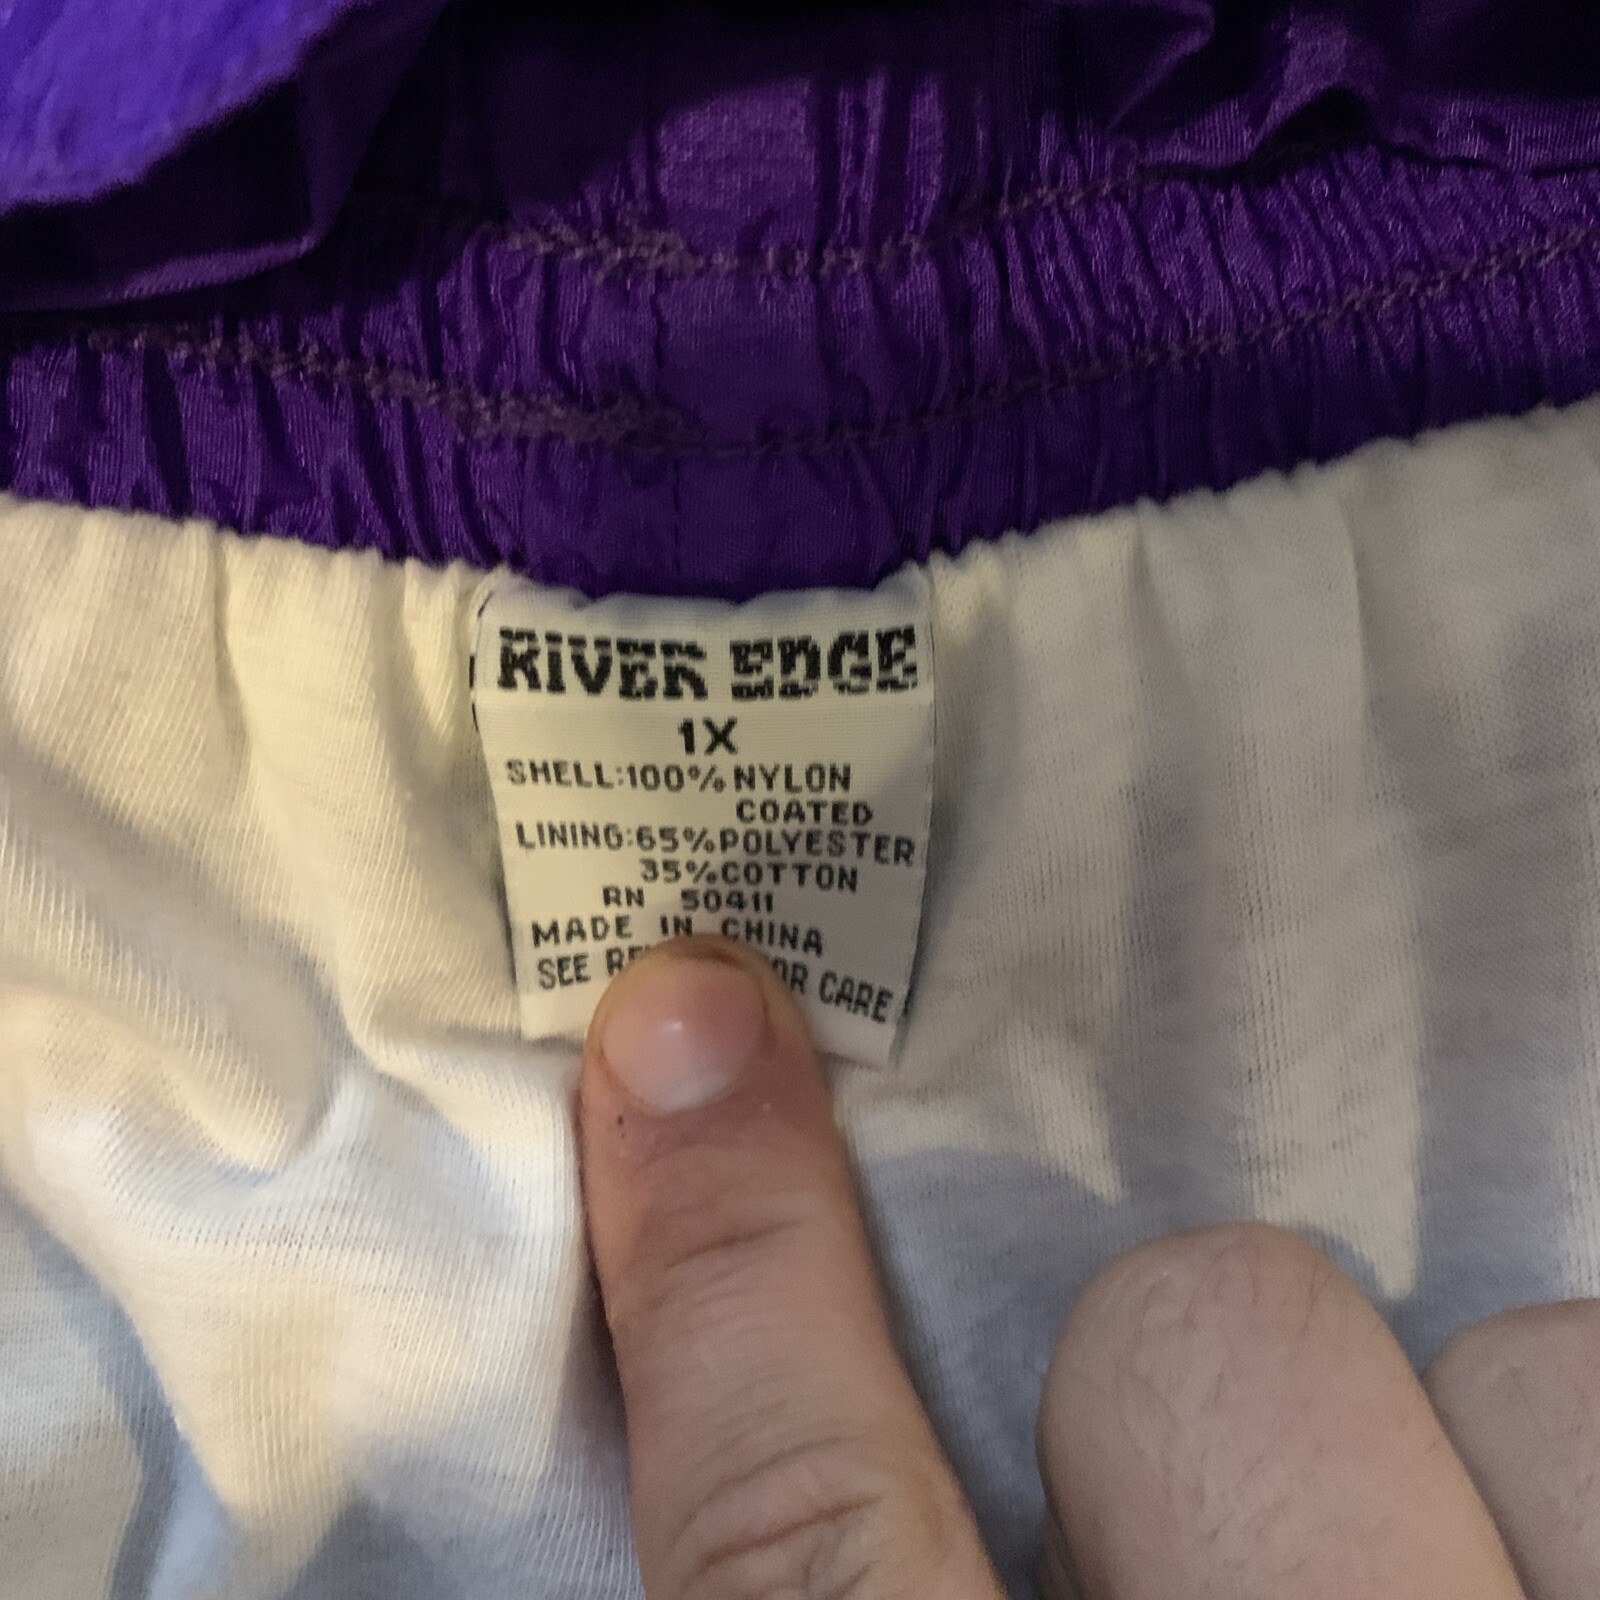 RIVER EDGE
1X
SHELL:100% NYLON
COATED
LINING:65%POLYESTER
35%COTTON
RN 50411
MADE IN CHINA
SEE CARE